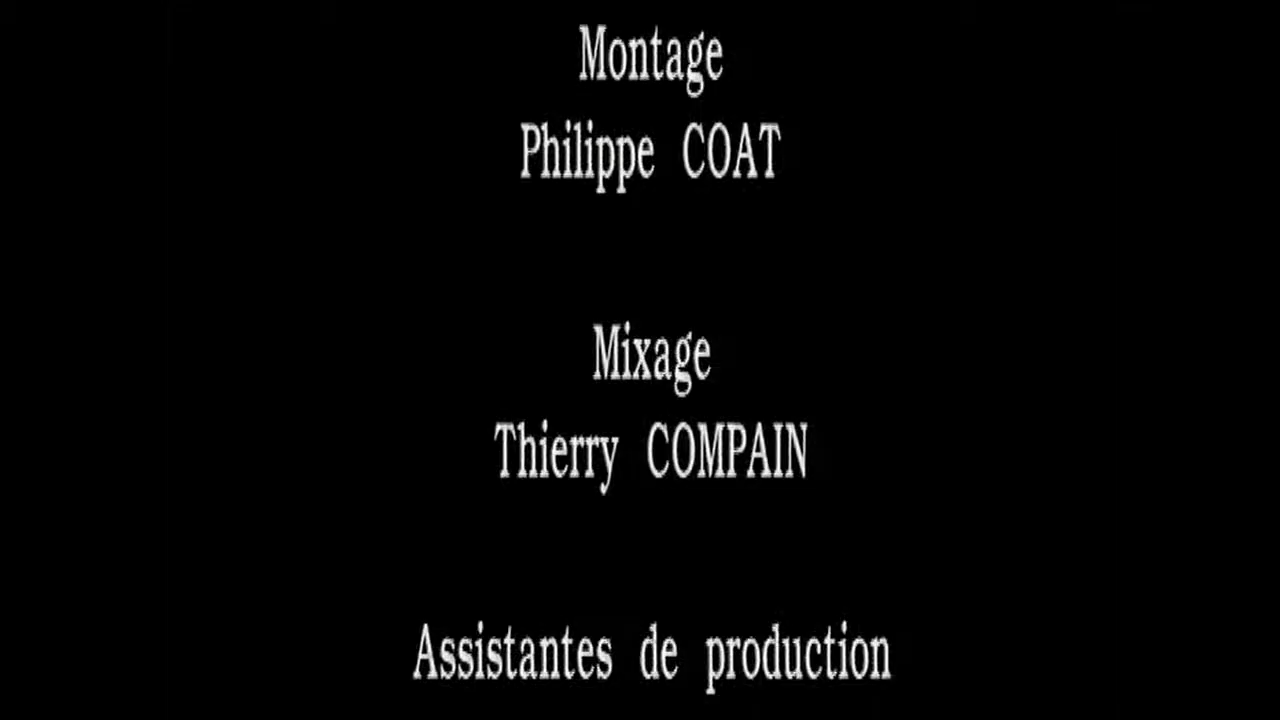 Montage
Philippe COAT
Mixage
Thierry COMPAIN
Assistantes de production